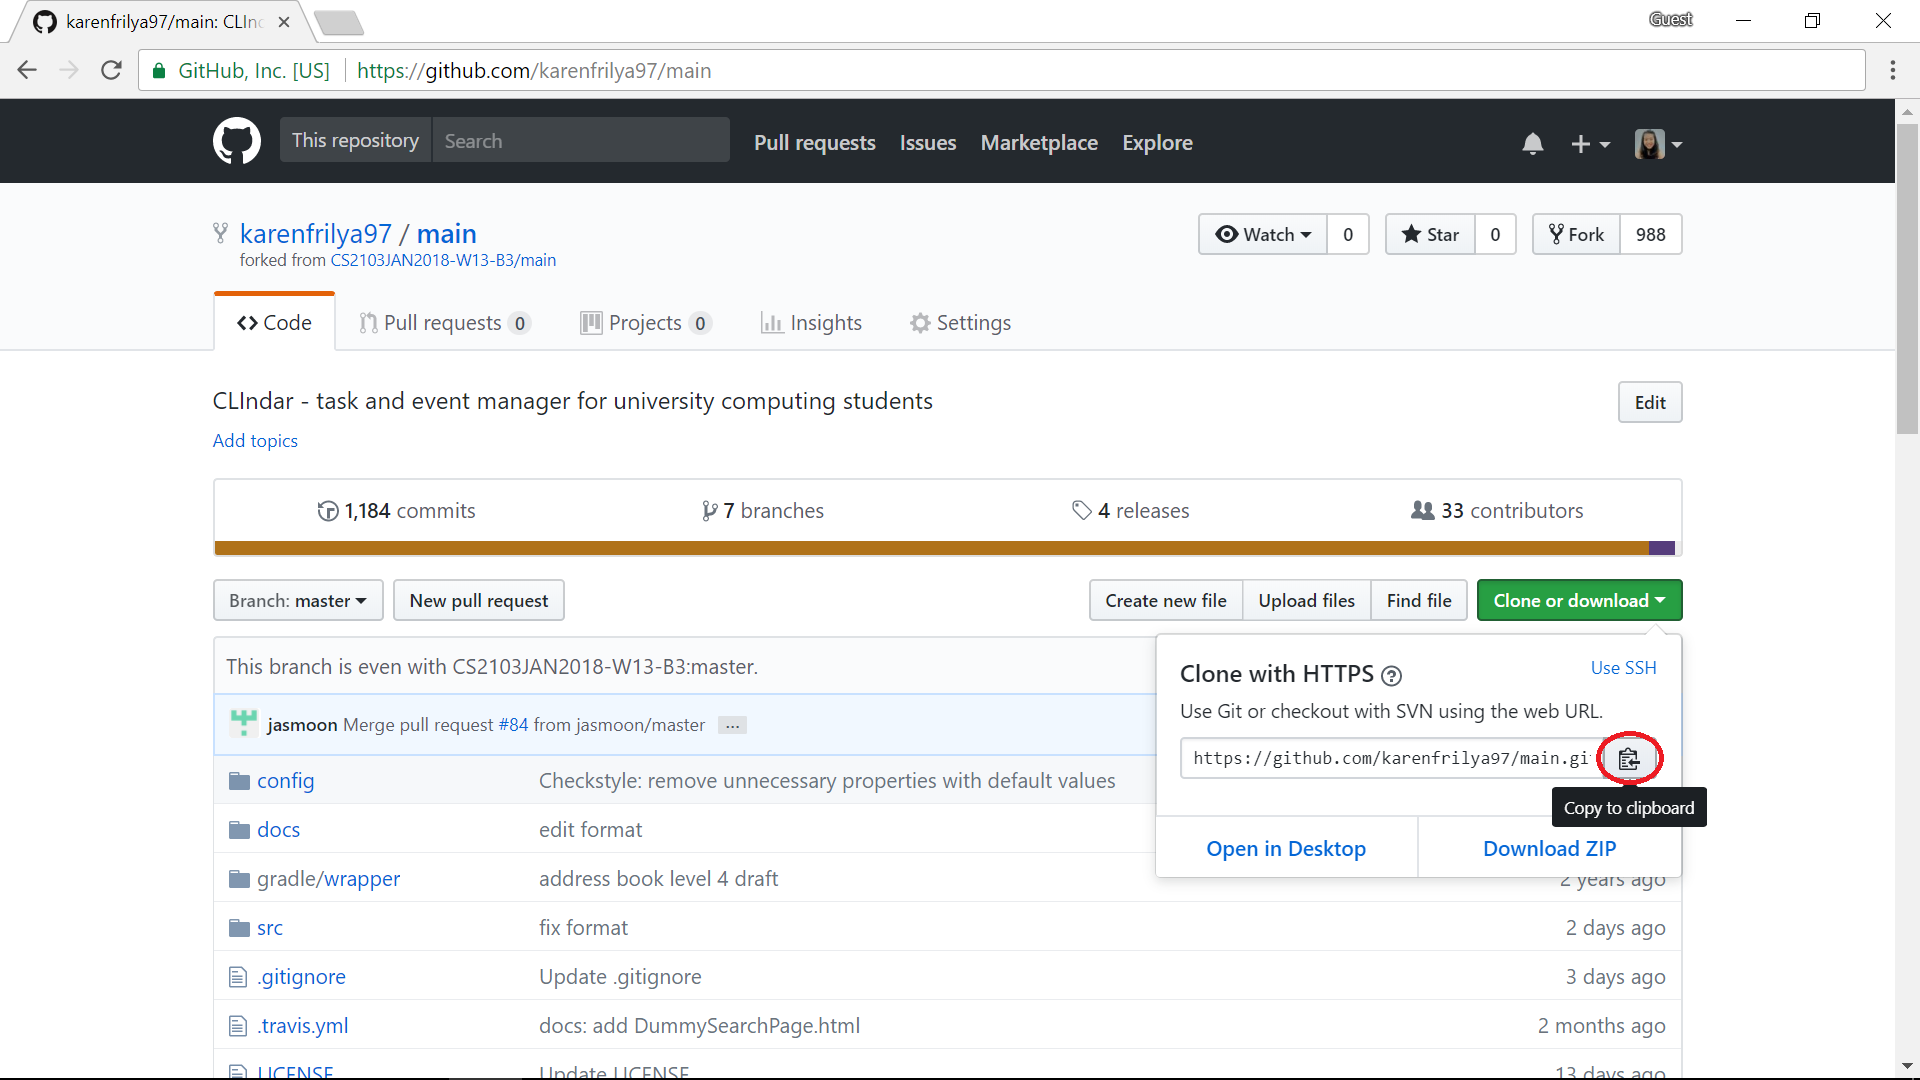 karenfrilya97/main: CLInd
Guest
GitHub, Inc. [US] https://github.com/karenfrilya97/main
This repository Search Pull requests Issues Marketplace Explore
karenfrilya97 / main
Watch 0 Star 0 Fork 988
forked from CS2103JAN2018-W13-B3/main
Code Pull requests 0 Projects 0 Insights Settings
CLIndar - task and event manager for university computing students
Edit
Add topics
1,184 commits 7 branches 4 releases 33 contributors
Branch: master New pull request Create new file Upload files Find file Clone or download
This branch is even with CS2103JAN2018-W13-B3:master.
Clone with HTTPS ? Use SSH
Use Git or checkout with SVN using the web URL.
jasmoon Merge pull request #84 from jasmoon/master ...
https://github.com/karenfrilya97/main.gi
Copy to clipboard
Open in Desktop Download ZIP
config Checkstyle: remove unnecessary properties with default values
docs edit format
gradle/wrapper address book level 4 draft 2 years ago
src fix format 2 days ago
.gitignore Update .gitignore 3 days ago
.travis.yml docs: add DummySearchPage.html 2 months ago
LICENSE Update LICENSE 13 days ago